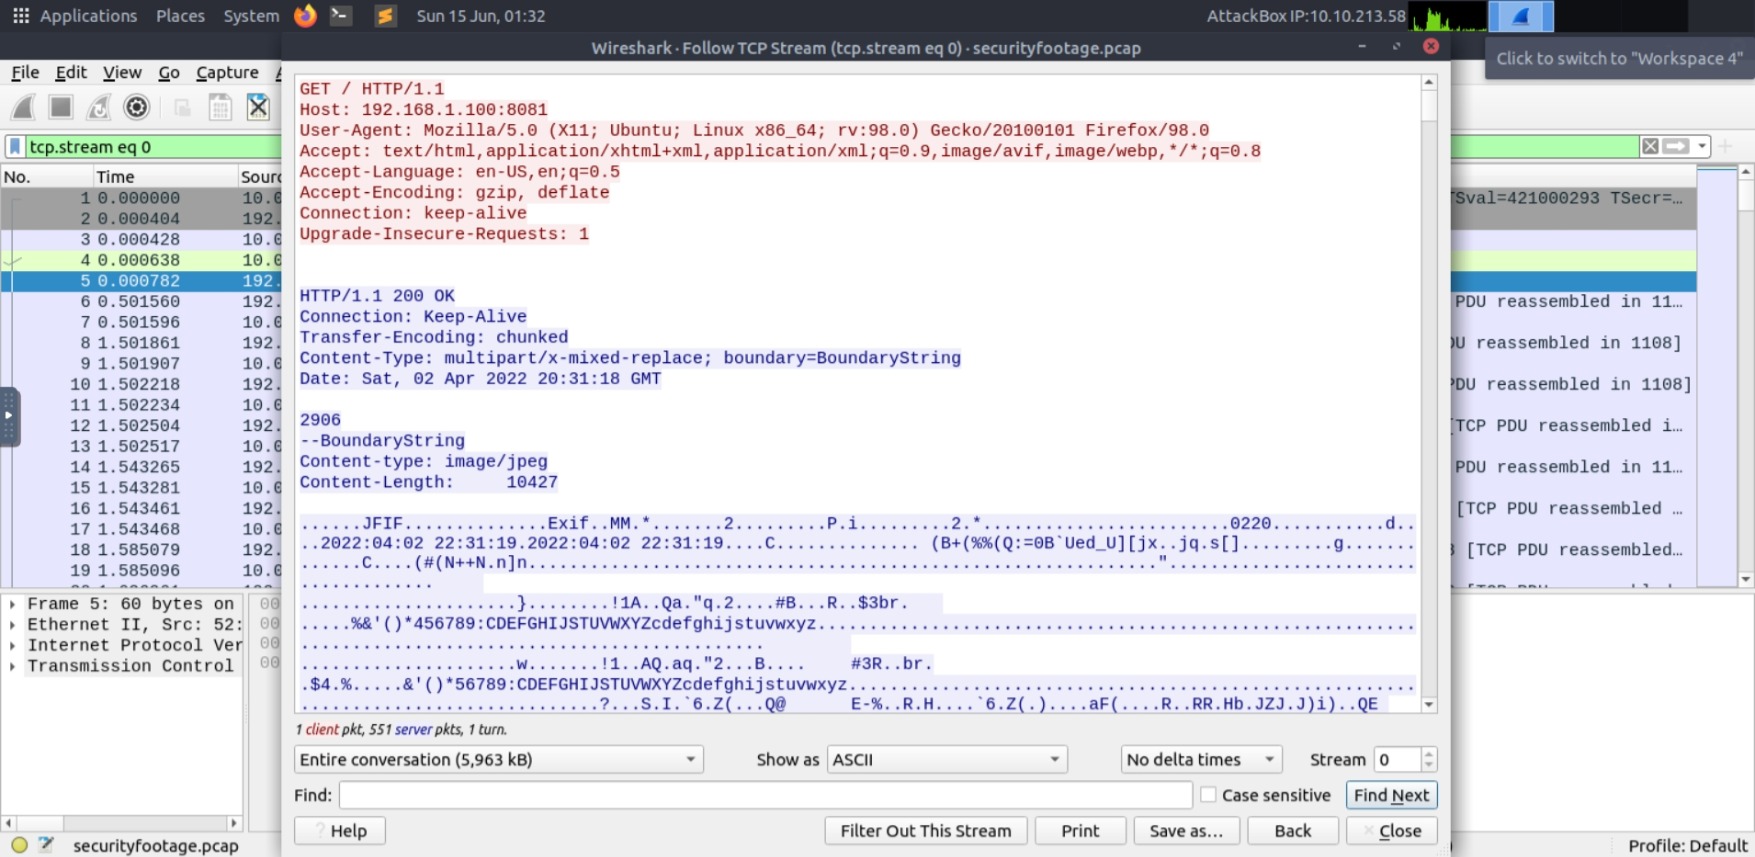 Applications Places System Sun 15 Jun, 01:32 AttackBox IP:10.10.213.58
Wireshark · Follow TCP Stream (tcp.stream eq 0) · securityfootage.pcap
Click to switch to "Workspace 4"
File Edit View Go Capture
tcp.stream eq 0
No. Time Sourc
1 0.000000 10.0 TSval=421000293 TSecr=…
2 0.000404 192.
3 0.000428 10.0
4 0.000638 10.0
5 0.000782 192.
6 0.501560 192. PDU reassembled in 11…
7 0.501596 10.0
8 1.501861 192. DU reassembled in 1108]
9 1.501907 10.0
10 1.502218 192. PDU reassembled in 1108]
11 1.502234 10.0
12 1.502504 192. [TCP PDU reassembled i…
13 1.502517 10.0
14 1.543265 192. PDU reassembled in 11…
15 1.543281 10.0
16 1.543461 192. [TCP PDU reassembled …
17 1.543468 10.0
18 1.585079 192. [TCP PDU reassembled…
19 1.585096 10.0
GET / HTTP/1.1
Host: 192.168.1.100:8081
User-Agent: Mozilla/5.0 (X11; Ubuntu; Linux x86_64; rv:98.0) Gecko/20100101 Firefox/98.0
Accept: text/html,application/xhtml+xml,application/xml;q=0.9,image/avif,image/webp,*/*;q=0.8
Accept-Language: en-US,en;q=0.5
Accept-Encoding: gzip, deflate
Connection: keep-alive
Upgrade-Insecure-Requests: 1
HTTP/1.1 200 OK
Connection: Keep-Alive
Transfer-Encoding: chunked
Content-Type: multipart/x-mixed-replace; boundary=BoundaryString
Date: Sat, 02 Apr 2022 20:31:18 GMT
2906
--BoundaryString
Content-type: image/jpeg
Content-Length: 10427
......JFIF..............Exif..MM.*.......2.........P.i.........2.*........................0220...........d..
..2022:04:02 22:31:19.2022:04:02 22:31:19....C.............. (B+(%%(Q:=0B`Ued_U][jx..jq.s[].........g.......
......C....(#(N++N.n]n.............................................................."........................
.............
.....................}........!1A..Qa."q.2....#B...R..$3br.
.....%&'()*456789:CDEFGHIJSTUVWXYZcdefghijstuvwxyz..........................................................
.............................................
.....................w.......!1..AQ.aq."2...B.... #3R..br.
.$4.%.....&'()*56789:CDEFGHIJSTUVWXYZcdefghijstuvwxyz.......................................................
.............................?...S.I.`6.Z(...Q@ E-%..R.H....`6.Z(.)....aF(....R..RR.Hb.JZJ.J)i)..QE
1 client pkt, 551 server pkts, 1 turn.
Entire conversation (5,963 kB) Show as ASCII No delta times Stream 0
Find: Case sensitive Find Next
Help Filter Out This Stream Print Save as… Back Close
Frame 5: 60 bytes on 00
Ethernet II, Src: 52: 00
Internet Protocol Ver 00
Transmission Control 00
securityfootage.pcap Profile: Default